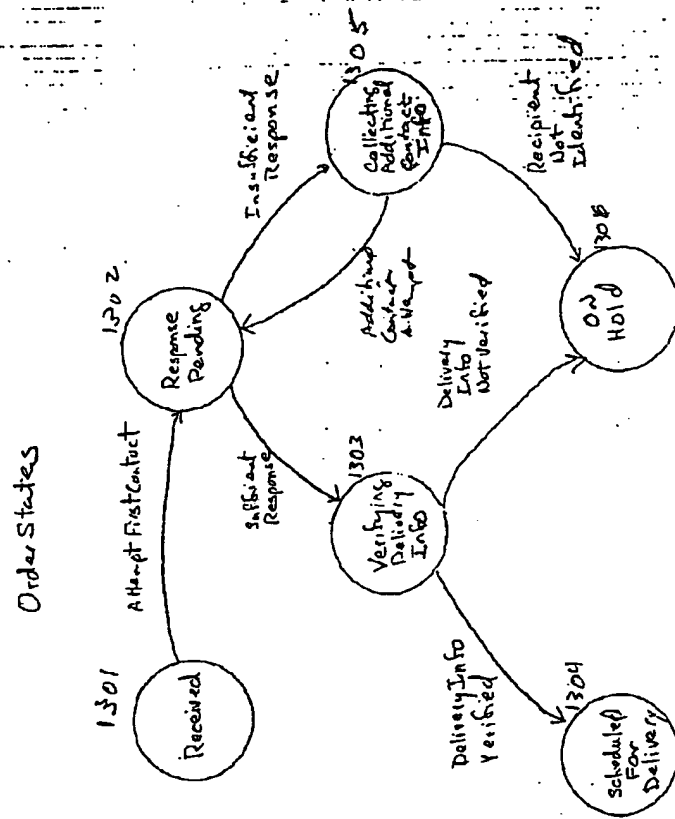 Order States
1301
Received
Attempt First Contact
1302
Response
Pending
Insufficient
Response
1305
Collecting
Additional
Contact
Info
Additional
Contact
Attempt
Sufficient
Response
1303
Verifying
Delivery
Info
Delivery
Info
Not Verified
Recipient
Not
Identified
1306
ON
Hold
Delivery Info
Verified
1304
Scheduled
For
Delivery